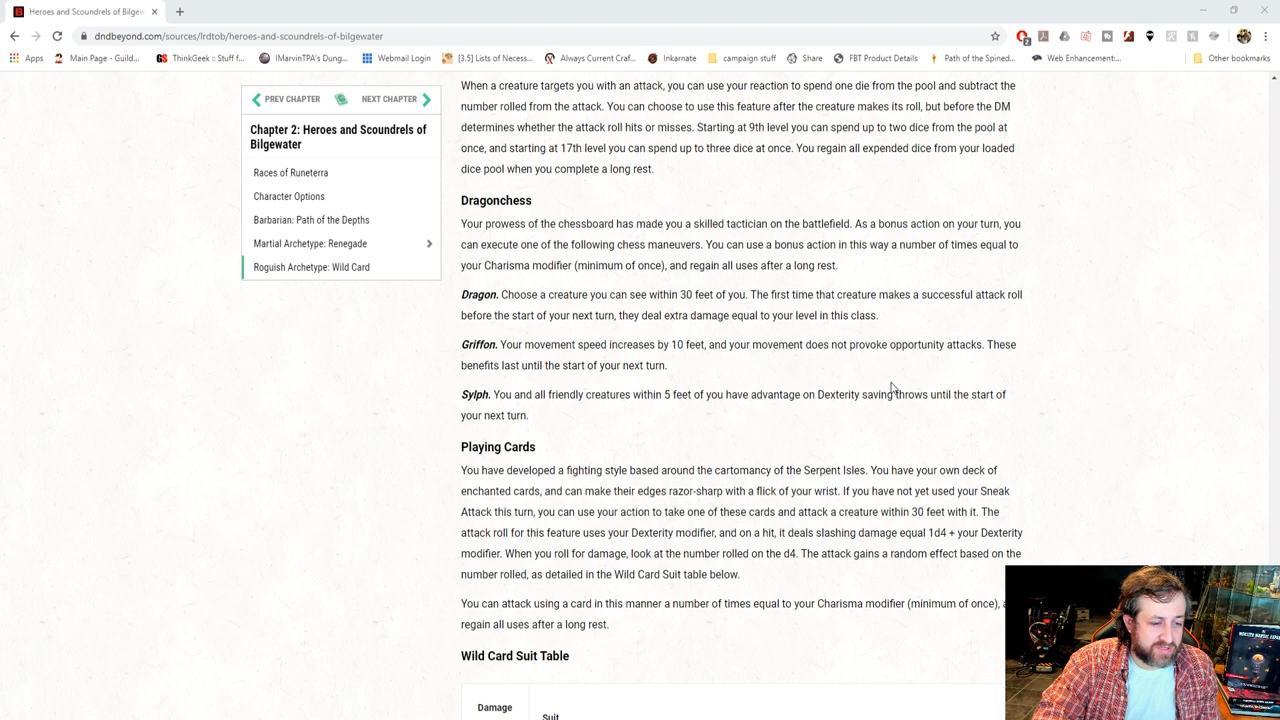 Heroes and Scoundrels of Bilgew
dndbeyond.com/sources/lrdtob/heroes-and-scoundrels-of-bilgewater
Apps
Main Page - Guild...
ThinkGeek :: Stuff f...
IMarvinTPA's Dung...
Webmail Login
[3.5] Lists of Necess...
Always Current Craf...
Inkarnate
campaign stuff
Share
FBT Product Details
Path of the Spined...
Web Enhancement:...
Other bookmarks
PREV CHAPTER
NEXT CHAPTER
Chapter 2: Heroes and Scoundrels of
Bilgewater
Races of Runeterra
Character Options
Barbarian: Path of the Depths
Martial Archetype: Renegade
Roguish Archetype: Wild Card
When a creature targets you with an attack, you can use your reaction to spend one die from the pool and subtract the
number rolled from the attack. You can choose to use this feature after the creature makes its roll, but before the DM
determines whether the attack roll hits or misses. Starting at 9th level you can spend up to two dice from the pool at
once, and starting at 17th level you can spend up to three dice at once. You regain all expended dice from your loaded
dice pool when you complete a long rest.
Dragonchess
Your prowess of the chessboard has made you a skilled tactician on the battlefield. As a bonus action on your turn, you
can execute one of the following chess maneuvers. You can use a bonus action in this way a number of times equal to
your Charisma modifier (minimum of once), and regain all uses after a long rest.
Dragon. Choose a creature you can see within 30 feet of you. The first time that creature makes a successful attack roll
before the start of your next turn, they deal extra damage equal to your level in this class.
Griffon. Your movement speed increases by 10 feet, and your movement does not provoke opportunity attacks. These
benefits last until the start of your next turn.
Sylph. You and all friendly creatures within 5 feet of you have advantage on Dexterity saving throws until the start of
your next turn.
Playing Cards
You have developed a fighting style based around the cartomancy of the Serpent Isles. You have your own deck of
enchanted cards, and can make their edges razor-sharp with a flick of your wrist. If you have not yet used your Sneak
Attack this turn, you can use your action to take one of these cards and attack a creature within 30 feet with it. The
attack roll for this feature uses your Dexterity modifier, and on a hit, it deals slashing damage equal 1d4 + your Dexterity
modifier. When you roll for damage, look at the number rolled on the d4. The attack gains a random effect based on the
number rolled, as detailed in the Wild Card Suit table below.
You can attack using a card in this manner a number of times equal to your Charisma modifier (minimum of once),
regain all uses after a long rest.
Wild Card Suit Table
Damage
Suit